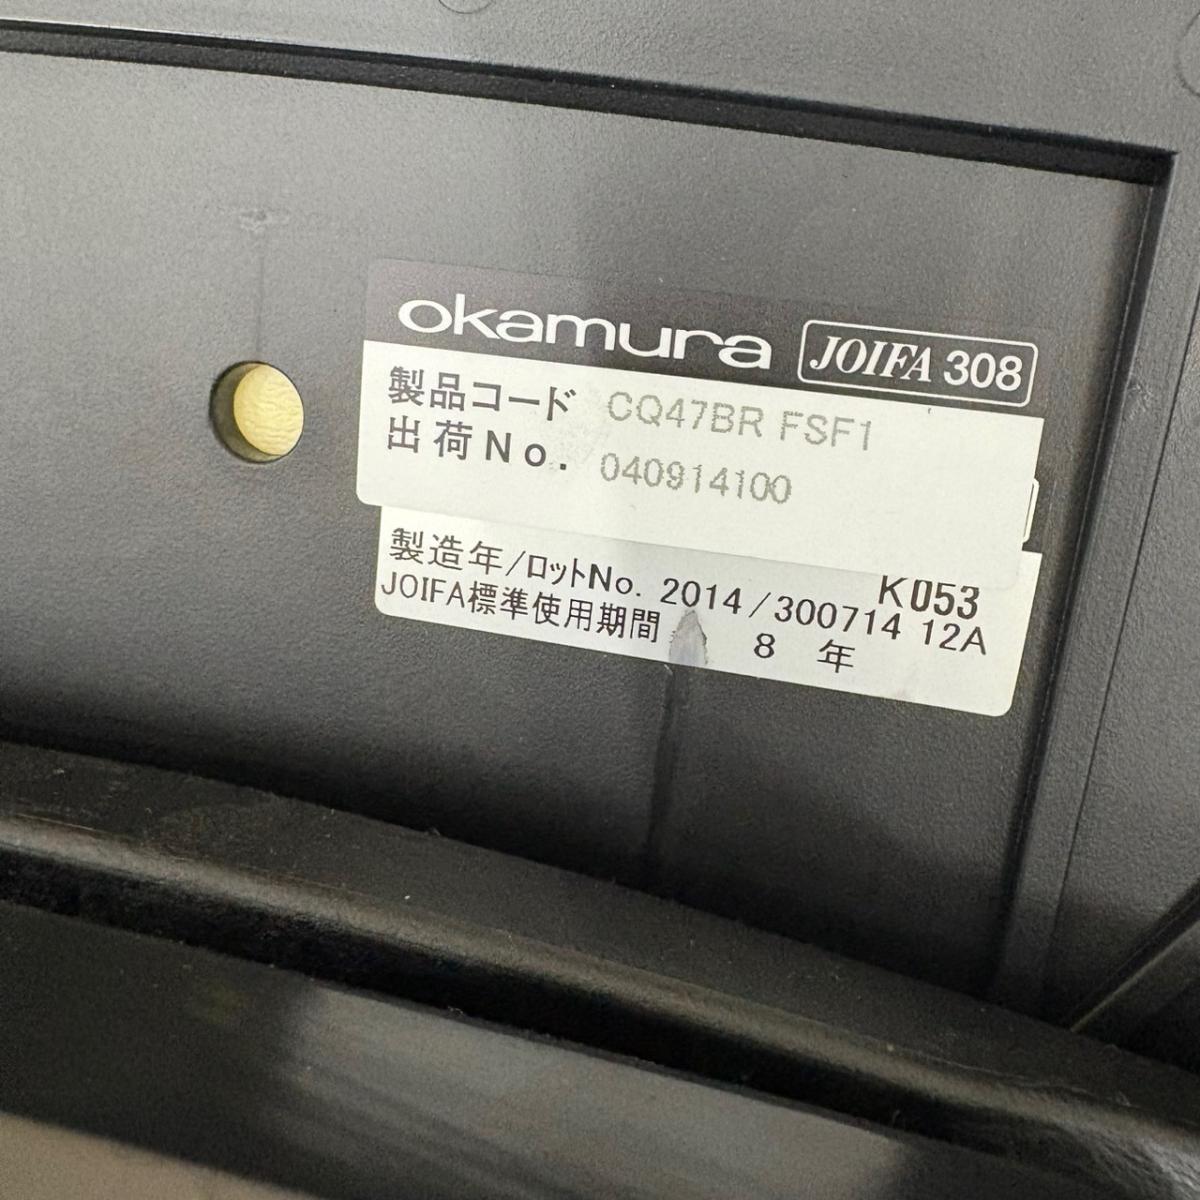 okamura JOIFA 308
製品コード CQ47BR FSF1
出荷No. 040914100
K053
製造年/ロットNo. 2014/300714 12A
JOIFA標準使用期間 8 年